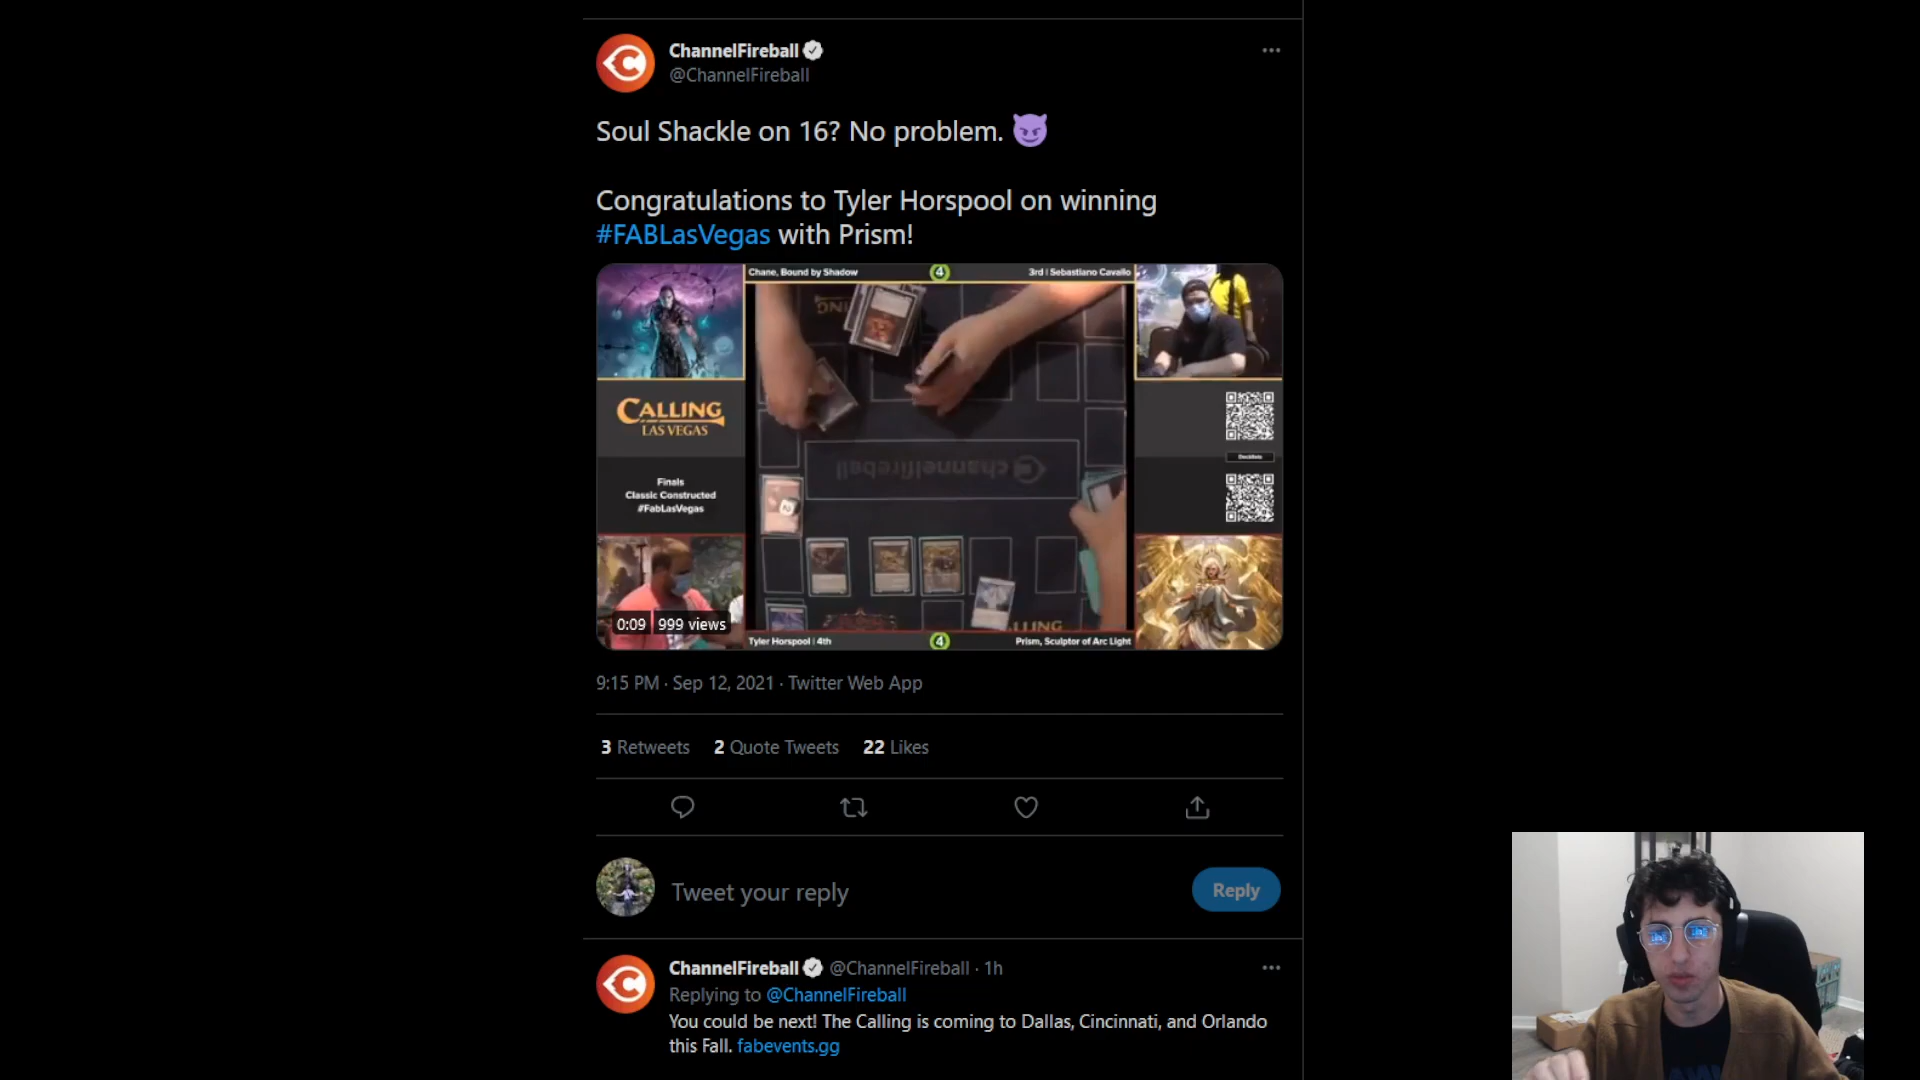 ChannelFireball
@ChannelFireball
Soul Shackle on 16? No problem. 😈
Congratulations to Tyler Horspool on winning
#FABLasVegas with Prism!
Chane, Bound by Shadow
4
3rd | Sebastiano Cavallo
CALLING
LAS VEGAS
channelfireball
Decklists
Finals
Classic Constructed
#FabLasVegas
0:09
999 views
Tyler Horspool | 4th
4
Prism, Sculptor of Arc Light
9:15 PM · Sep 12, 2021 · Twitter Web App
3 Retweets 2 Quote Tweets 22 Likes
Tweet your reply
Reply
ChannelFireball @ChannelFireball · 1h
Replying to @ChannelFireball
You could be next! The Calling is coming to Dallas, Cincinnati, and Orlando
this Fall. fabevents.gg